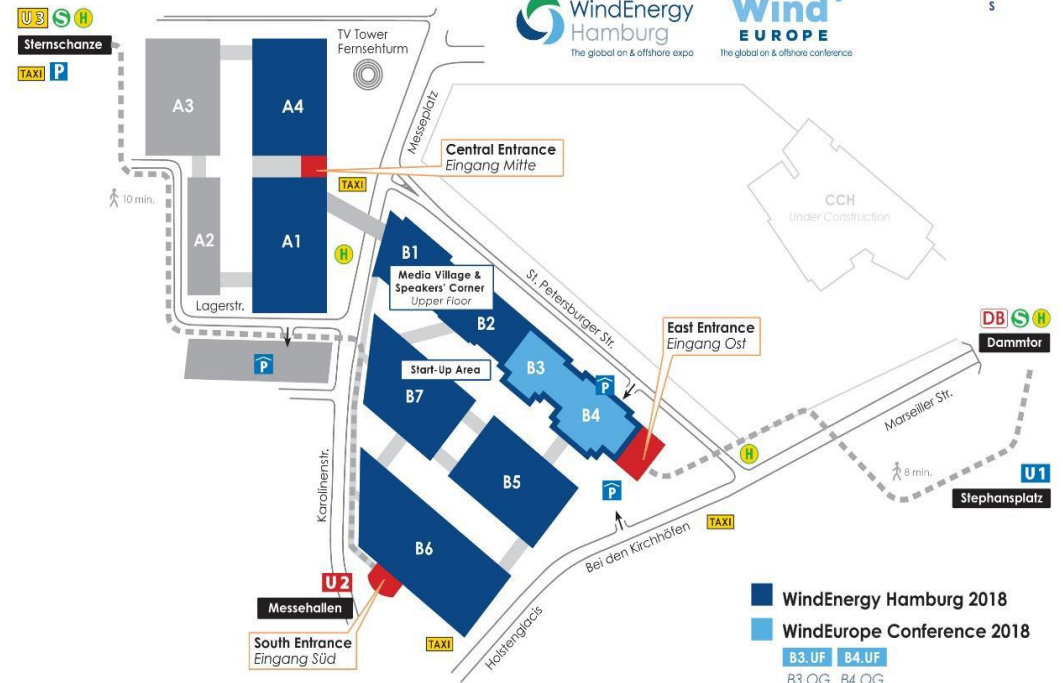 U3 S H
Sternschanze
TAXI P
TV Tower
Fernsehturm
WindEnergy
Hamburg
The global on & offshore expo
Wind
EUROPE
The global on & offshore conference
S
A3
A4
Messeplatz
Central Entrance
Eingang Mitte
TAXI
10 min.
A2
A1
H
Lagerstr.
P
CCH
Under Construction
B1
Media Village &
Speakers' Corner
Upper Floor
B2
St. Petersburger Str.
East Entrance
Eingang Ost
B3
P
B4
Start-Up Area
B7
DB S H
Dammtor
Marseiller Str.
H
8 min.
U1
Stephansplatz
Karolinenstr.
B5
P
TAXI
Bei den Kirchhöfen
B6
U2
Messehallen
South Entrance
Eingang Süd
TAXI
Holstenglacis
WindEnergy Hamburg 2018
WindEurope Conference 2018
B3.UF B4.UF
B3.OG B4.OG